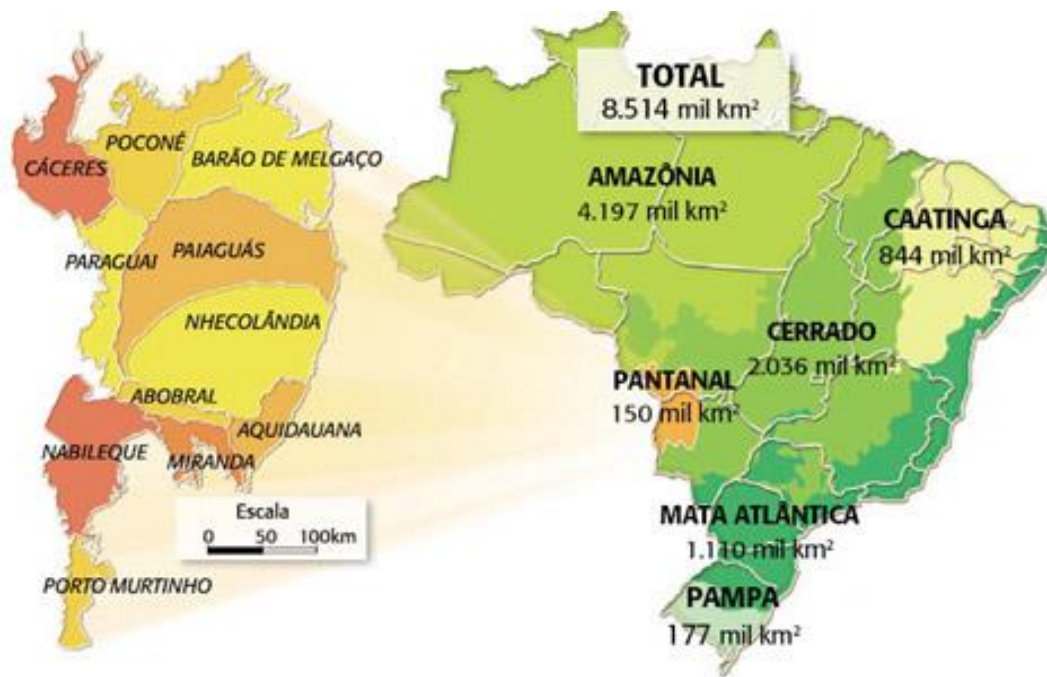 POCONÉ
BARÃO DE MELGAÇO
CÁCERES
PARAGUAI
PAIAGUÁS
NHECOLÂNDIA
ABOBRAL
AQUIDAUANA
NABILEQUE
MIRANDA
Escala
0 50 100km
PORTO MURTINHO
TOTAL
8.514 mil km²
AMAZÔNIA
4.197 mil km²
CAATINGA
844 mil km²
CERRADO
2.036 mil km²
PANTANAL
150 mil km²
MATA ATLÂNTICA
1.110 mil km²
PAMPA
177 mil km²